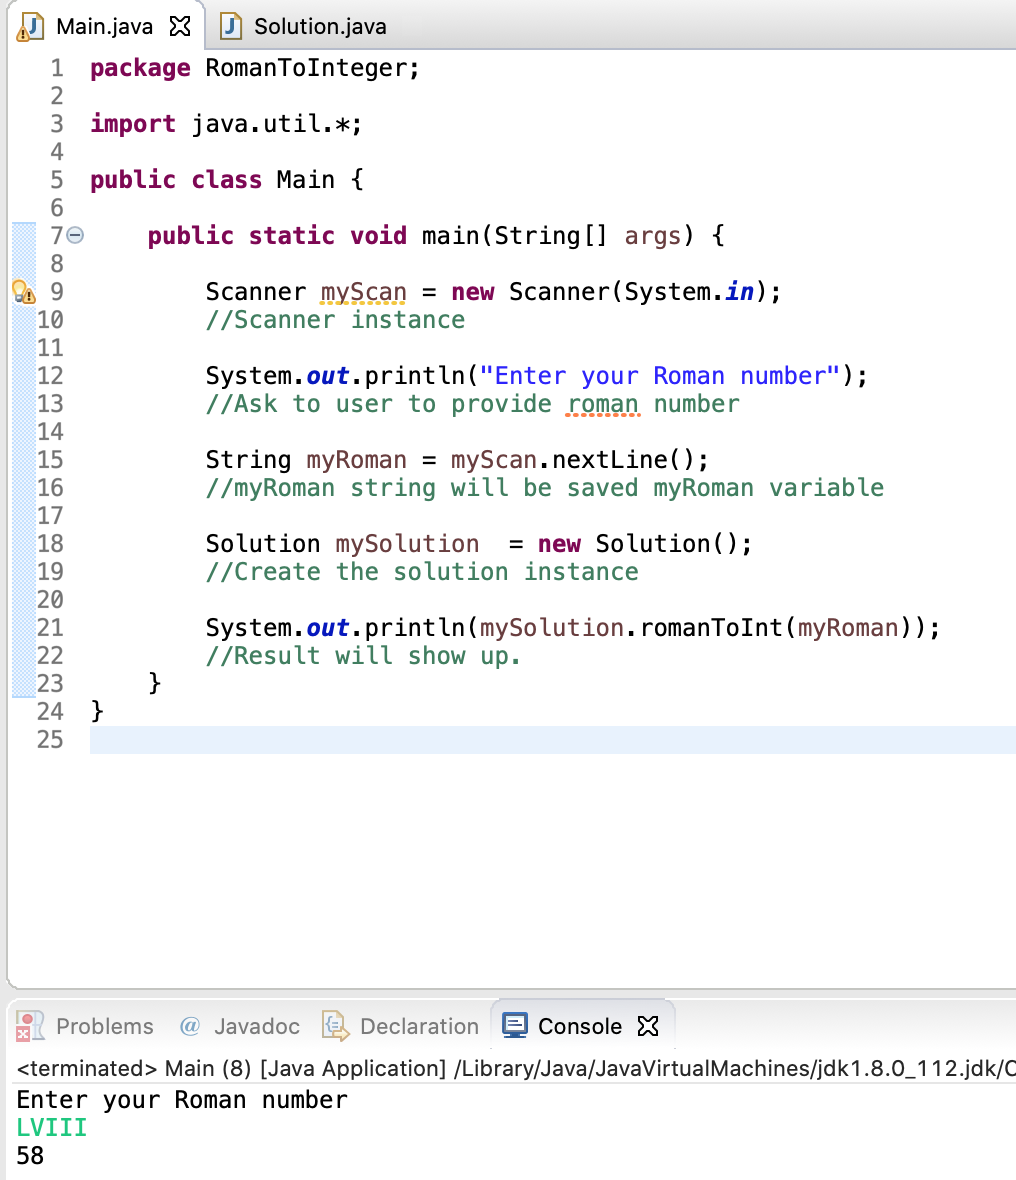 Main.java Solution.java
1 package RomanToInteger;
2
3 import java.util.*;
4
5 public class Main {
6
7 public static void main(String[] args) {
8
9 Scanner myScan = new Scanner(System.in);
10 //Scanner instance
11
12 System.out.println("Enter your Roman number");
13 //Ask to user to provide roman number
14
15 String myRoman = myScan.nextLine();
16 //myRoman string will be saved myRoman variable
17
18 Solution mySolution  = new Solution();
19 //Create the solution instance
20
21 System.out.println(mySolution.romanToInt(myRoman));
22 //Result will show up.
23 }
24 }
25
Problems @ Javadoc Declaration Console
<terminated> Main (8) [Java Application] /Library/Java/JavaVirtualMachines/jdk1.8.0_112.jdk/C
Enter your Roman number
LVIII
58